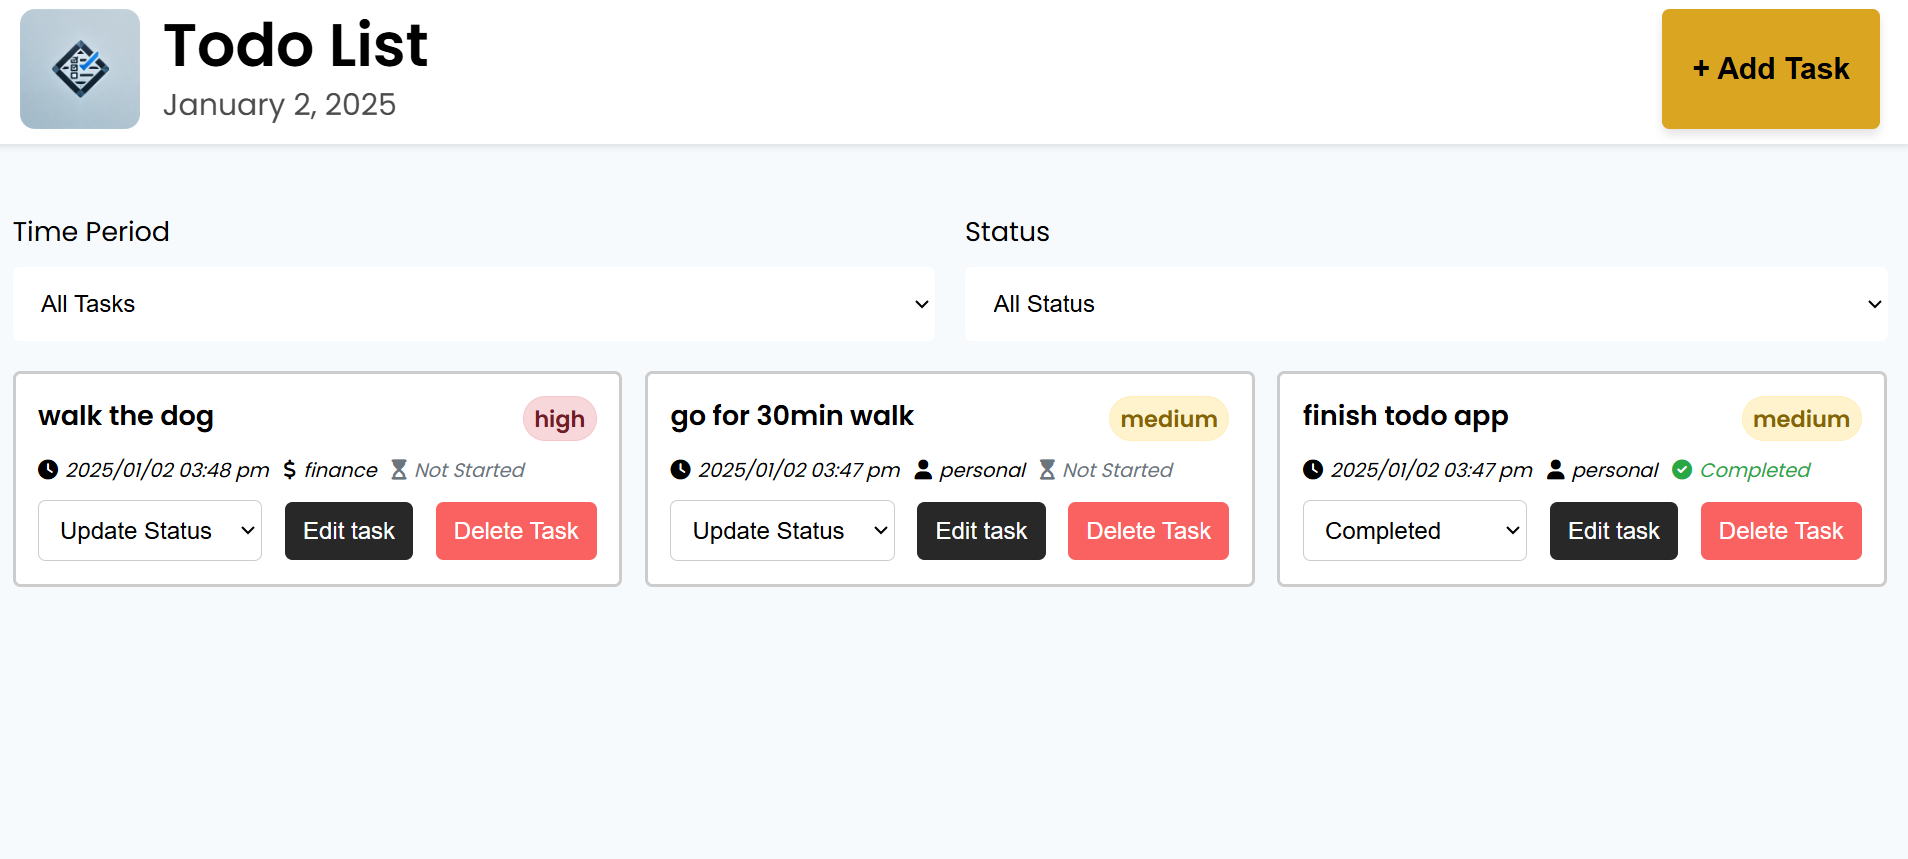 Todo List
January 2, 2025
+ Add Task
Time Period
Status
All Tasks
All Status
walk the dog
high
2025/01/02 03:48 pm finance Not Started
Update Status
Edit task
Delete Task
go for 30min walk
medium
2025/01/02 03:47 pm personal Not Started
Update Status
Edit task
Delete Task
finish todo app
medium
2025/01/02 03:47 pm personal Completed
Completed
Edit task
Delete Task